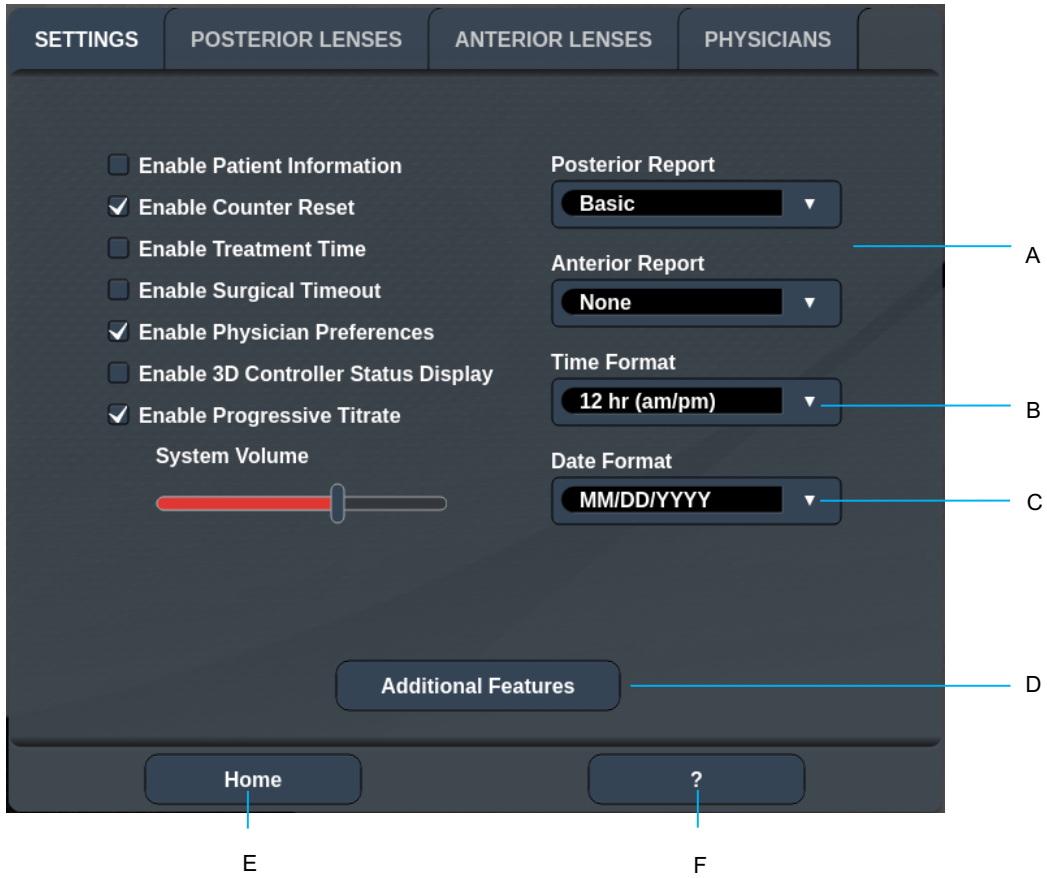 SETTINGS POSTERIOR LENSES ANTERIOR LENSES PHYSICIANS
Enable Patient Information
Enable Counter Reset
Enable Treatment Time
Enable Surgical Timeout
Enable Physician Preferences
Enable 3D Controller Status Display
Enable Progressive Titrate
System Volume
Posterior Report
Basic
A
Anterior Report
None
Time Format
12 hr (am/pm)
B
Date Format
MM/DD/YYYY
C
Additional Features
D
Home
?
E
F